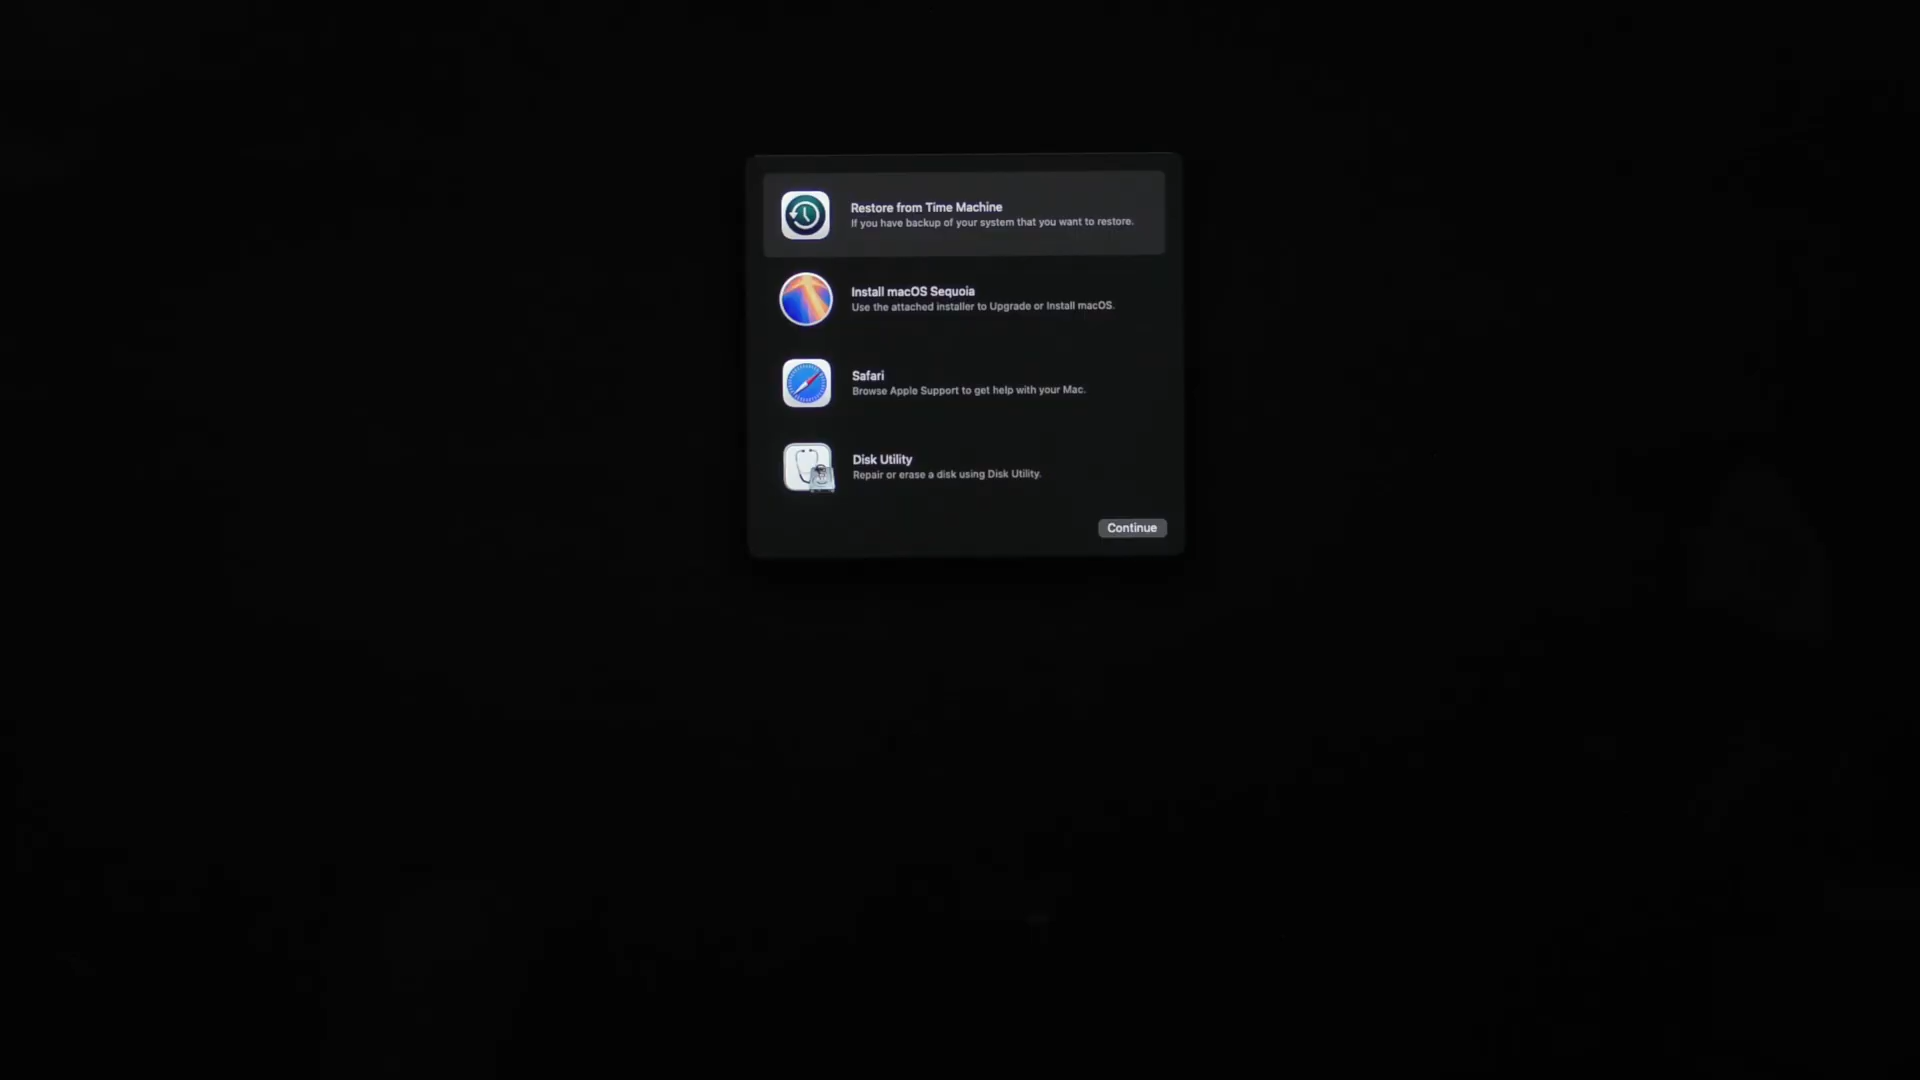 Restore from Time Machine
If you have backup of your system that you want to restore.
Install macOS Sequoia
Use the attached installer to Upgrade or Install macOS.
Safari
Browse Apple Support to get help with your Mac.
Disk Utility
Repair or erase a disk using Disk Utility.
Continue